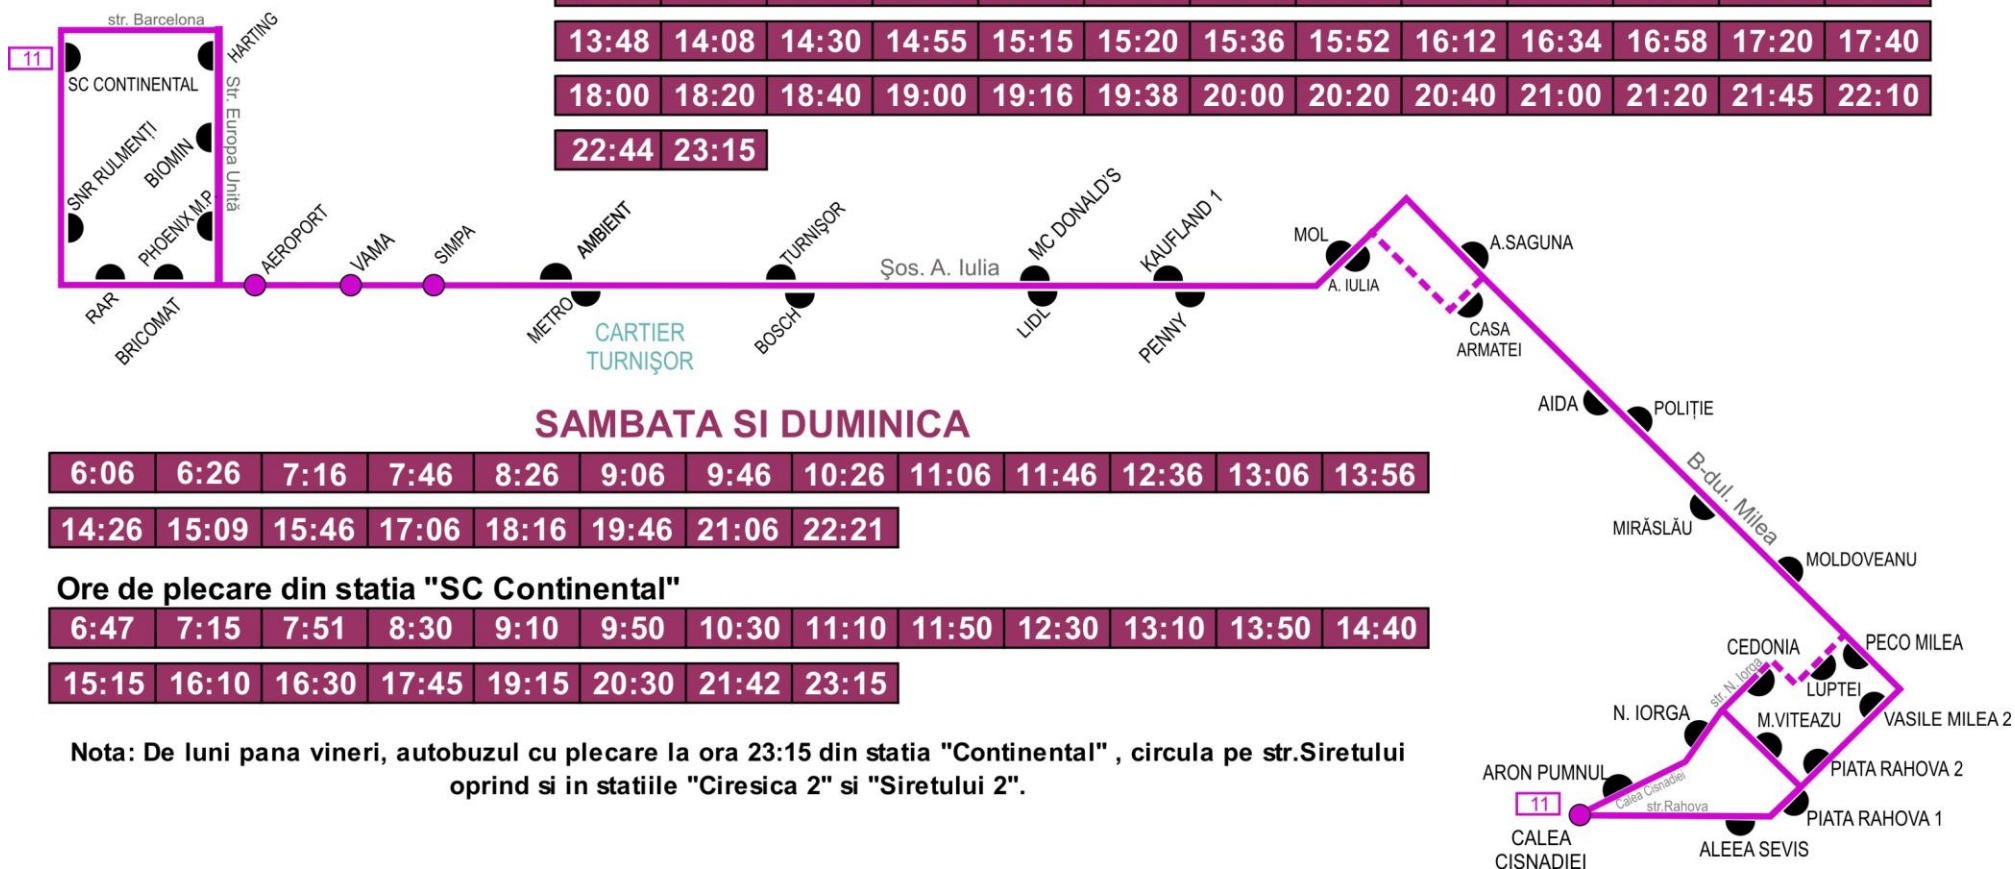 str. Barcelona
11
SC CONTINENTAL
HARTING
Str. Europa Unită
SNR RULMENȚI
BIOMIN
PHOENIX M.P.
RAR
BRICOMAT
13:48 14:08 14:30 14:55 15:15 15:20 15:36 15:52 16:12 16:34 16:58 17:20 17:40
18:00 18:20 18:40 19:00 19:16 19:38 20:00 20:20 20:40 21:00 21:20 21:45 22:10
22:44 23:15
AEROPORT
VAMA
SIMPA
AMBIENT
METRO
CARTIER
TURNIŞOR
TURNIŞOR
BOSCH
Şos. A. Iulia
MC DONALD'S
LIDL
KAUFLAND 1
PENNY
MOL
A. IULIA
A.SAGUNA
CASA
ARMATEI
AIDA
POLIȚIE
B-dul. Milea
MIRĂSLĂU
MOLDOVEANU
SAMBATA SI DUMINICA
6:06 6:26 7:16 7:46 8:26 9:06 9:46 10:26 11:06 11:46 12:36 13:06 13:56
14:26 15:09 15:46 17:06 18:16 19:46 21:06 22:21
Ore de plecare din statia "SC Continental"
6:47 7:15 7:51 8:30 9:10 9:50 10:30 11:10 11:50 12:30 13:10 13:50 14:40
15:15 16:10 16:30 17:45 19:15 20:30 21:42 23:15
Nota: De luni pana vineri, autobuzul cu plecare la ora 23:15 din statia "Continental" , circula pe str.Siretului
oprind si in statiile "Ciresica 2" si "Siretului 2".
CEDONIA
PECO MILEA
str. N. Iorga
LUPTEI
N. IORGA
M.VITEAZU
VASILE MILEA 2
PIATA RAHOVA 2
ARON PUMNUL
Calea Cisnadiei
11
str.Rahova
PIATA RAHOVA 1
CALEA
CISNADIEI
ALEEA SEVIS